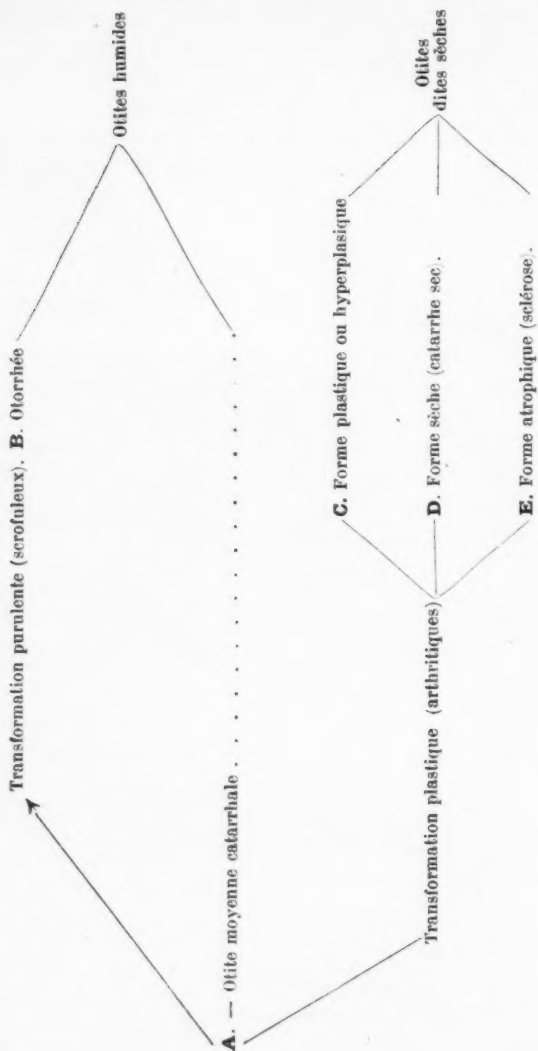 Transformation purulente (scrofuleux). B. Otorrhée
Otites humides
A. — Otite moyenne catarrhale . . . . . . . . . . . . . . . . . . .
C. Forme plastique ou hyperplasique
Transformation plastique (arthritiques)
D. Forme sèche (catarrhe sec).
Otites
dites sèches
E. Forme atrophique (sclérose).